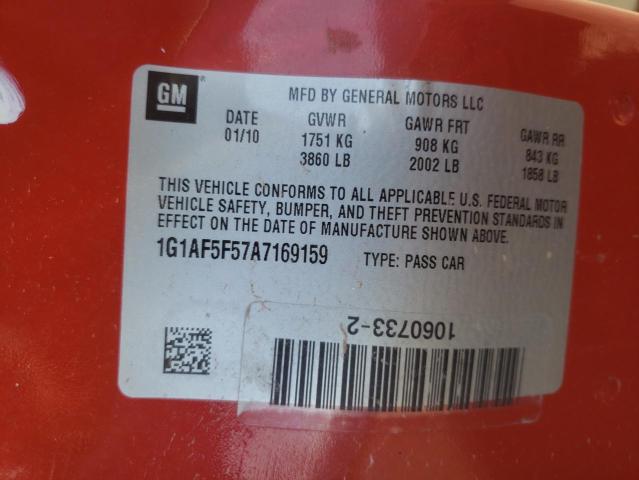 GM
MFD BY GENERAL MOTORS LLC
DATE GVWR GAWR FRT GAWR RR
01/10 1751 KG 908 KG 843 KG
3860 LB 2002 LB 1858 LB
THIS VEHICLE CONFORMS TO ALL APPLICABLE U.S. FEDERAL MOTOR
VEHICLE SAFETY, BUMPER, AND THEFT PREVENTION STANDARDS IN
EFFECT ON THE DATE OF MANUFACTURE SHOWN ABOVE.
1G1AF5F57A7169159 TYPE: PASS CAR
1060733-2